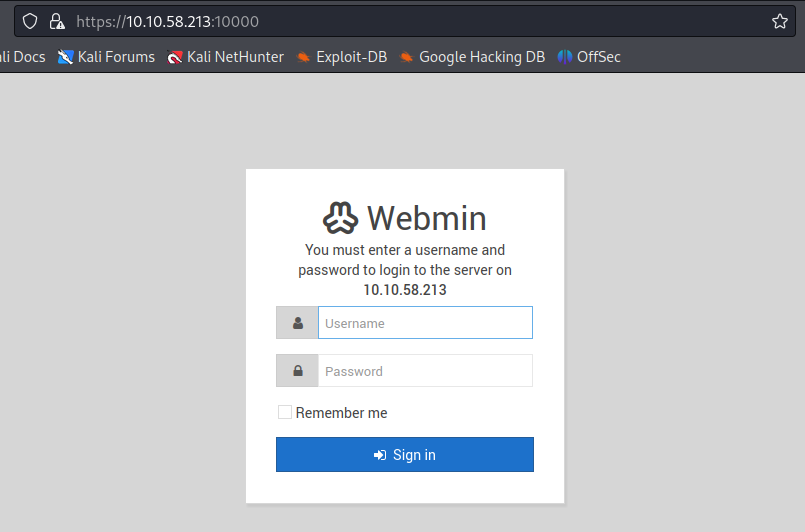 https://10.10.58.213:10000
li Docs Kali Forums Kali NetHunter Exploit-DB Google Hacking DB OffSec
Webmin
You must enter a username and
password to login to the server on
10.10.58.213
Username
Password
Remember me
Sign in